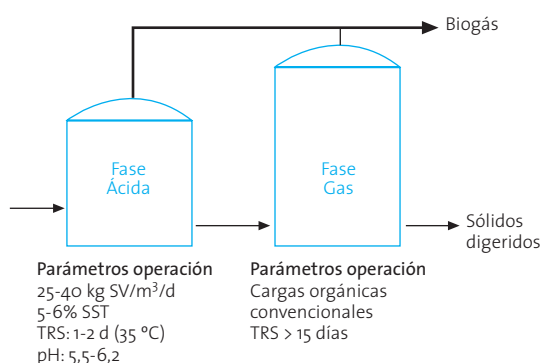 Biogás
Fase
Ácida
Fase
Gas
Sólidos
digeridos
Parámetros operación
25-40 kg SV/m³/d
5-6% SST
TRS: 1-2 d (35 ºC)
pH: 5,5-6,2
Parámetros operación
Cargas orgánicas
convencionales
TRS > 15 días